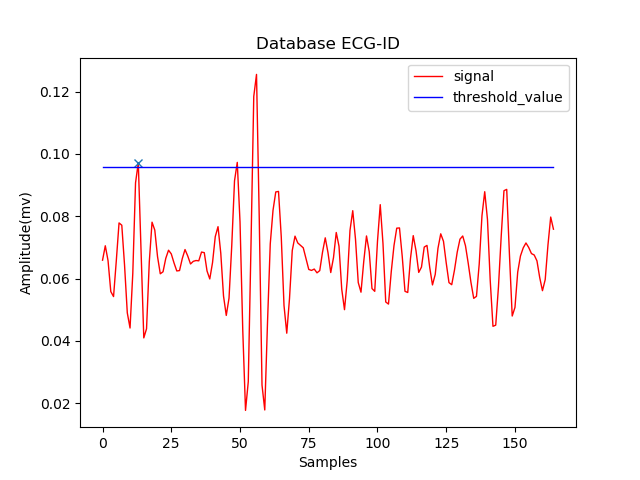 Database ECG-ID
signal
threshold_value
0.12
0.10
0.08
0.06
0.04
0.02
Amplitude(mv)
0 25 50 75 100 125 150
Samples